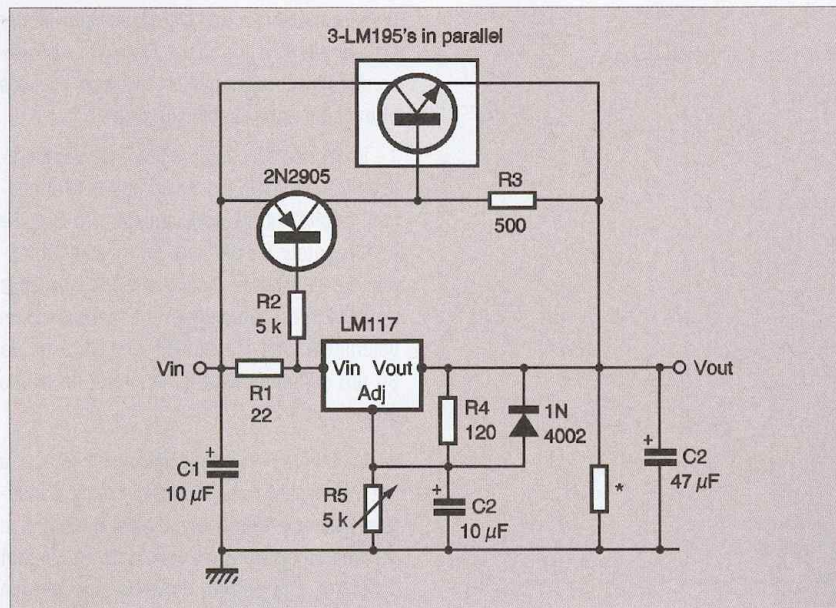 3-LM195's in parallel
2N2905
R3
500
R2
5 k
LM117
Vin
R1
22
Vin Vout
Adj
Vout
R4
120
1N
4002
C1
+
10 µF
R5
5 k
+
C2
10 µF
*
+
C2
47 µF